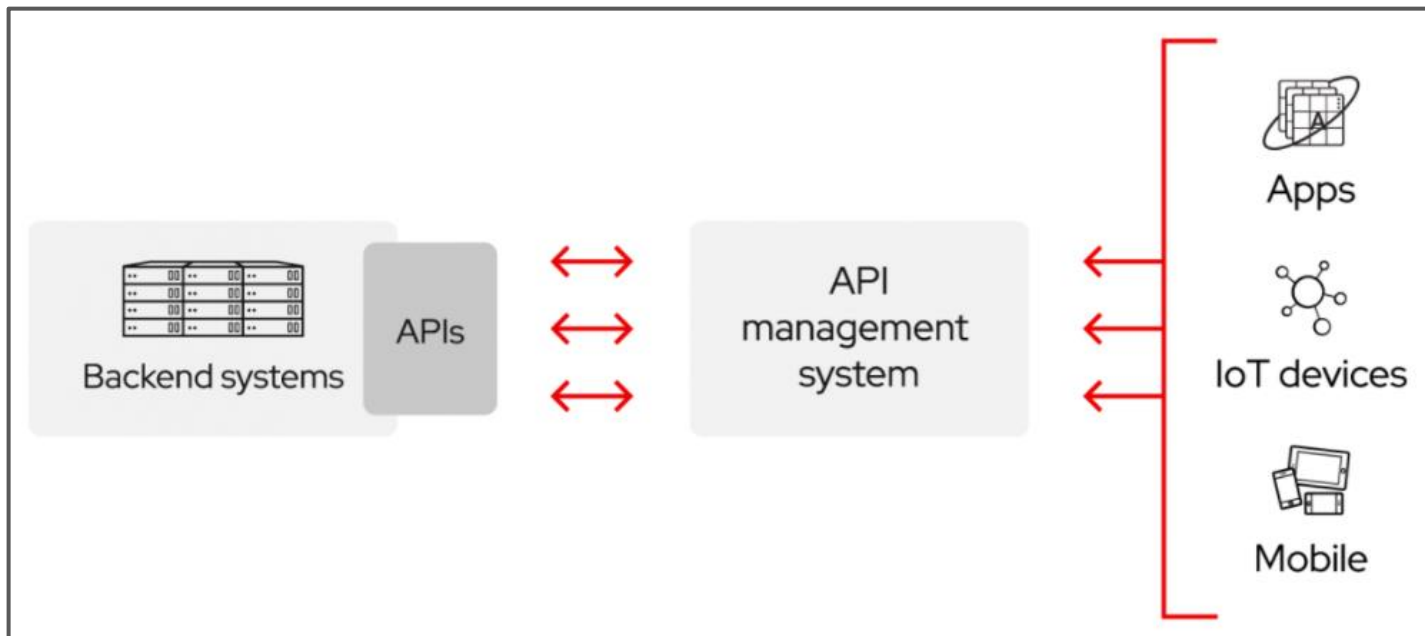 Backend systems
APIs
API
management
system
A
Apps
IoT devices
Mobile